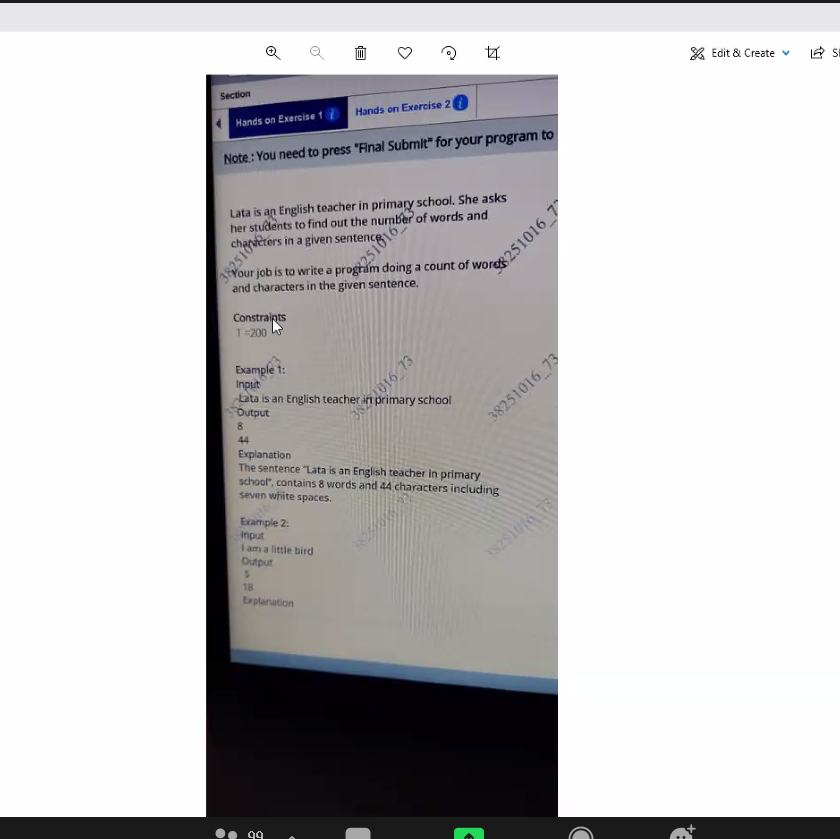 Edit & Create
Section
Hands on Exercise 1 i
Hands on Exercise 2 i
Note : You need to press "Final Submit" for your program to
Lata is an English teacher in primary school. She asks
her students to find out the number of words and
characters in a given sentence.
Your job is to write a program doing a count of words
and characters in the given sentence.
Constraints
1 =200
Example 1:
Input
Lata is an English teacher in primary school
Output
8
44
Explanation
The sentence "Lata is an English teacher in primary
school", contains 8 words and 44 characters including
seven white spaces.
Example 2:
Input
I am a little bird
Output
5
18
Explanation
38251016_73
38251016_73
38251016_73
38251016_73
38251016_73
38251016_73
38251016_73
38251016_73
99